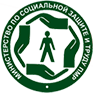 МИНИСТЕРСТВО ПО СОЦИАЛЬНОЙ ЗАЩИТЕ И ТРУДУ ПМР